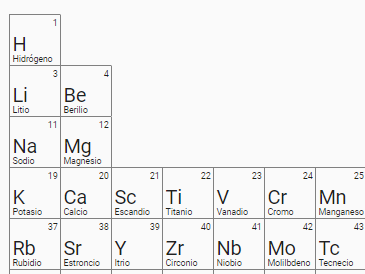 1
H
Hidrógeno
3 4
Li Be
Litio Berilio
11 12
Na Mg
Sodio Magnesio
19 20 21 22 23 24 25
K Ca Sc Ti V Cr Mn
Potasio Calcio Escandio Titanio Vanadio Cromo Manganeso
37 38 39 40 41 42 43
Rb Sr Y Zr Nb Mo Tc
Rubidio Estroncio Itrio Circonio Niobio Molilbdeno Tecnecio